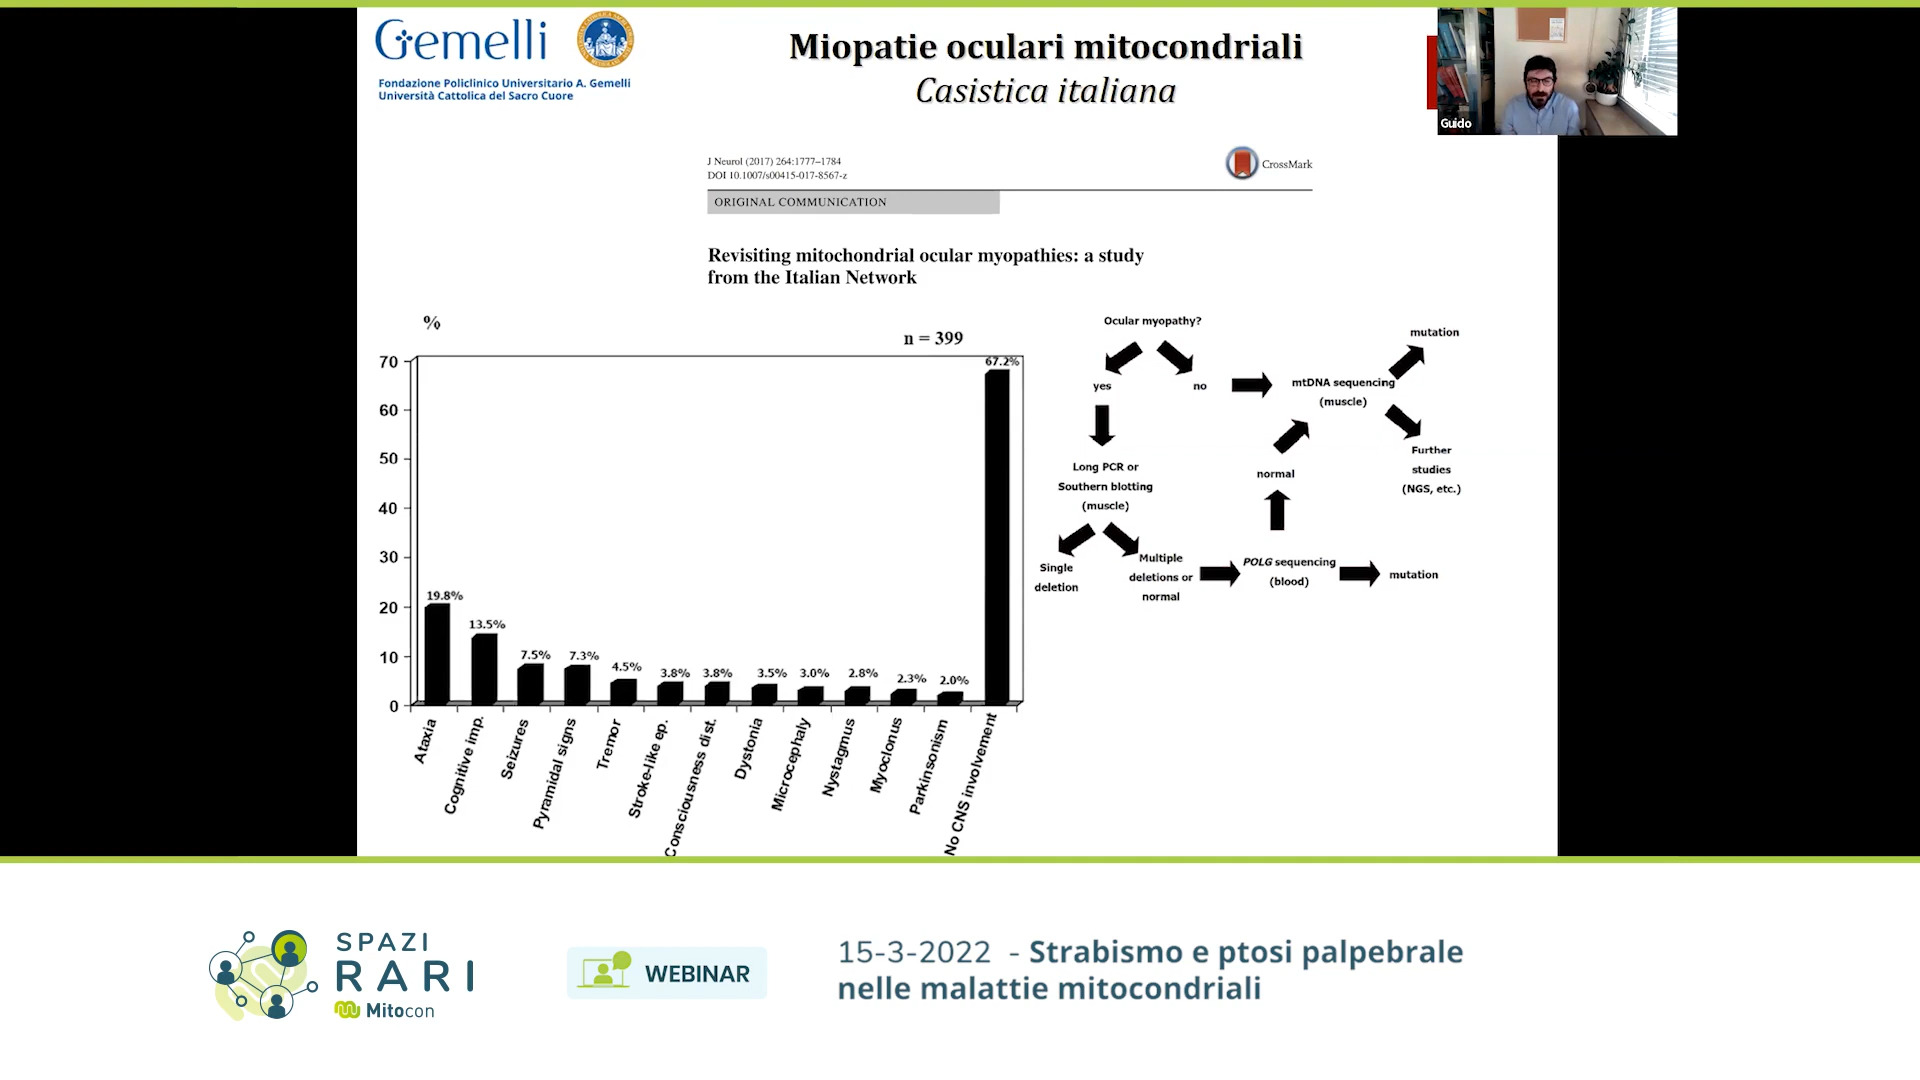 Gemelli
Fondazione Policlinico Universitario A. Gemelli
Università Cattolica del Sacro Cuore
Miopatie oculari mitocondriali
Casistica italiana
Guido
J Neurol (2017) 264:1777–1784
DOI 10.1007/s00415-017-8567-z
CrossMark
ORIGINAL COMMUNICATION
Revisiting mitochondrial ocular myopathies: a study
from the Italian Network
%
n = 399
70
60
50
40
30
20
10
0
19.8%
13.5%
7.5%
7.3%
4.5%
3.8%
3.8%
3.5%
3.0%
2.8%
2.3%
2.0%
67.2%
Ataxia
Cognitive imp.
Seizures
Pyramidal signs
Tremor
Stroke-like ep.
Consciousness dist.
Dystonia
Microcephaly
Nystagmus
Myoclonus
Parkinsonism
No CNS involvement
Ocular myopathy?
yes
no
mtDNA sequencing
(muscle)
mutation
Further
studies
(NGS, etc.)
Long PCR or
Southern blotting
(muscle)
normal
Single
deletion
Multiple
deletions or
normal
POLG sequencing
(blood)
mutation
SPAZI
RARI
Mitocon
WEBINAR
15-3-2022 - Strabismo e ptosi palpebrale
nelle malattie mitocondriali